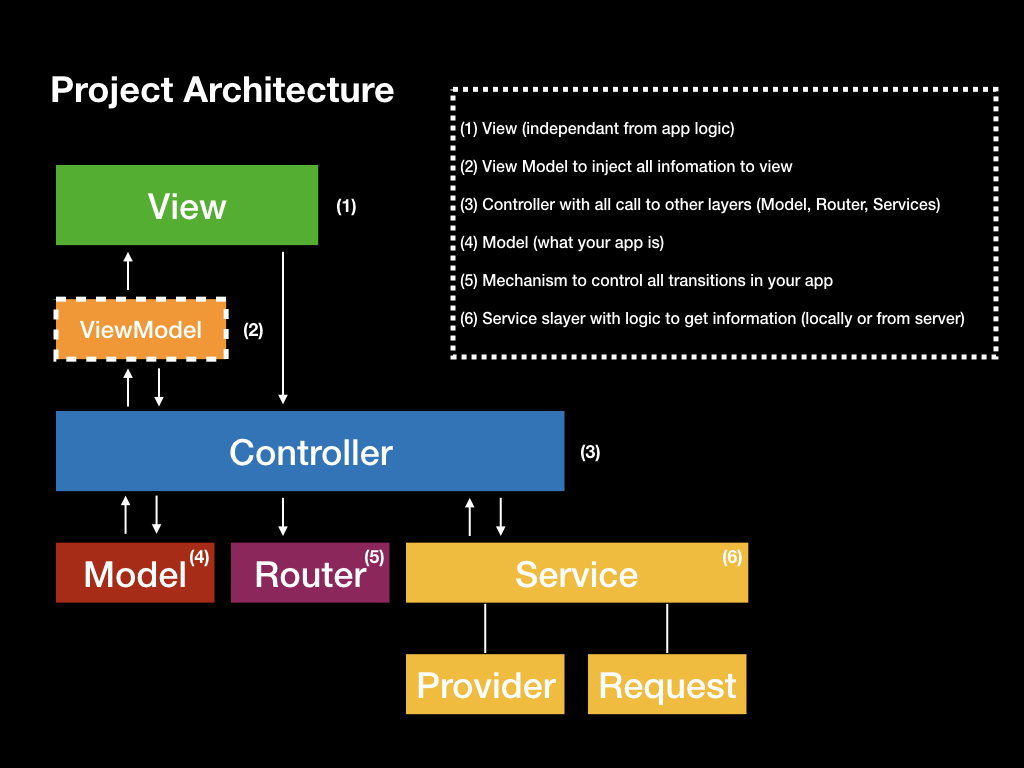 Project Architecture
(1) View (independant from app logic)
(2) View Model to inject all infomation to view
(3) Controller with all call to other layers (Model, Router, Services)
(4) Model (what your app is)
(5) Mechanism to control all transitions in your app
(6) Service slayer with logic to get information (locally or from server)
View
(1)
ViewModel
(2)
Controller
(3)
Model
(4)
Router
(5)
Service
(6)
Provider
Request